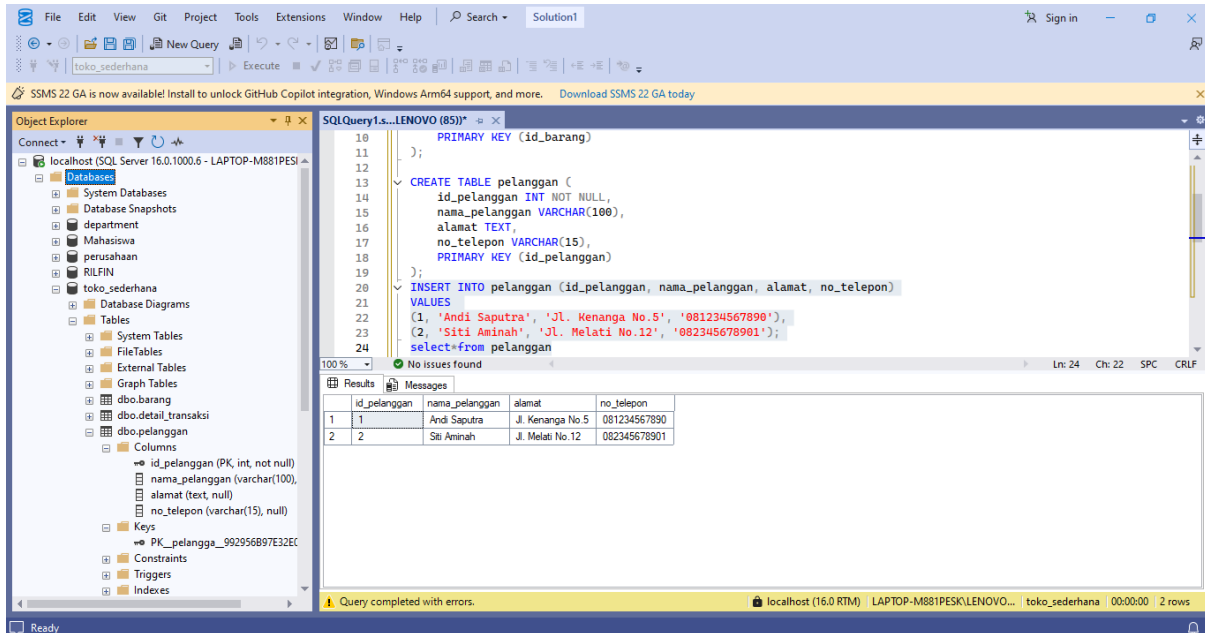 File Edit View Git Project Tools Extensions Window Help Search Solution1 Sign in
New Query
toko_sederhana Execute
SSMS 22 GA is now available! Install to unlock GitHub Copilot integration, Windows Arm64 support, and more. Download SSMS 22 GA today
Object Explorer
Connect
localhost (SQL Server 16.0.1000.6 - LAPTOP-M881PESI
Databases
System Databases
Database Snapshots
department
Mahasiswa
perusahaan
RILFIN
toko_sederhana
Database Diagrams
Tables
System Tables
FileTables
External Tables
Graph Tables
dbo.barang
dbo.detail_transaksi
dbo.pelanggan
Columns
id_pelanggan (PK, int, not null)
nama_pelanggan (varchar(100),
alamat (text, null)
no_telepon (varchar(15), null)
Keys
PK__pelangga__992956B97E32E0
Constraints
Triggers
Indexes
SQLQuery1.s...LENOVO (85))*
10 PRIMARY KEY (id_barang)
11 );
12
13 CREATE TABLE pelanggan (
14 id_pelanggan INT NOT NULL,
15 nama_pelanggan VARCHAR(100),
16 alamat TEXT,
17 no_telepon VARCHAR(15),
18 PRIMARY KEY (id_pelanggan)
19 );
20 INSERT INTO pelanggan (id_pelanggan, nama_pelanggan, alamat, no_telepon)
21 VALUES
22 (1, 'Andi Saputra', 'Jl. Kenanga No.5', '081234567890'),
23 (2, 'Siti Aminah', 'Jl. Melati No.12', '082345678901');
24 select*from pelanggan
100 % No issues found Ln: 24 Ch: 22 SPC CRLF
Results Messages
id_pelanggan nama_pelanggan alamat no_telepon
1 1 Andi Saputra Jl. Kenanga No.5 081234567890
2 2 Siti Aminah Jl. Melati No.12 082345678901
Query completed with errors. localhost (16.0 RTM) LAPTOP-M881PESK\LENOVO... toko_sederhana 00:00:00 2 rows
Ready